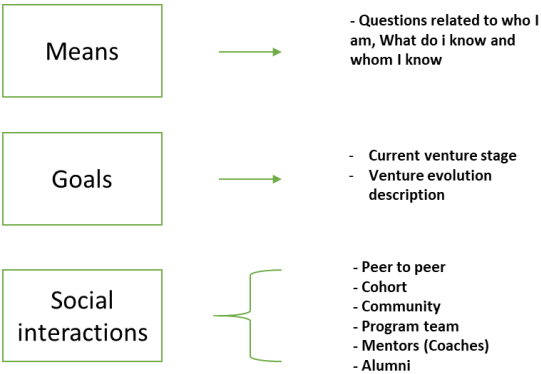 Means
- Questions related to who I
am, What do i know and
whom I know
Goals
- Current venture stage
- Venture evolution
description
Social
interactions
- Peer to peer
- Cohort
- Community
- Program team
- Mentors (Coaches)
- Alumni